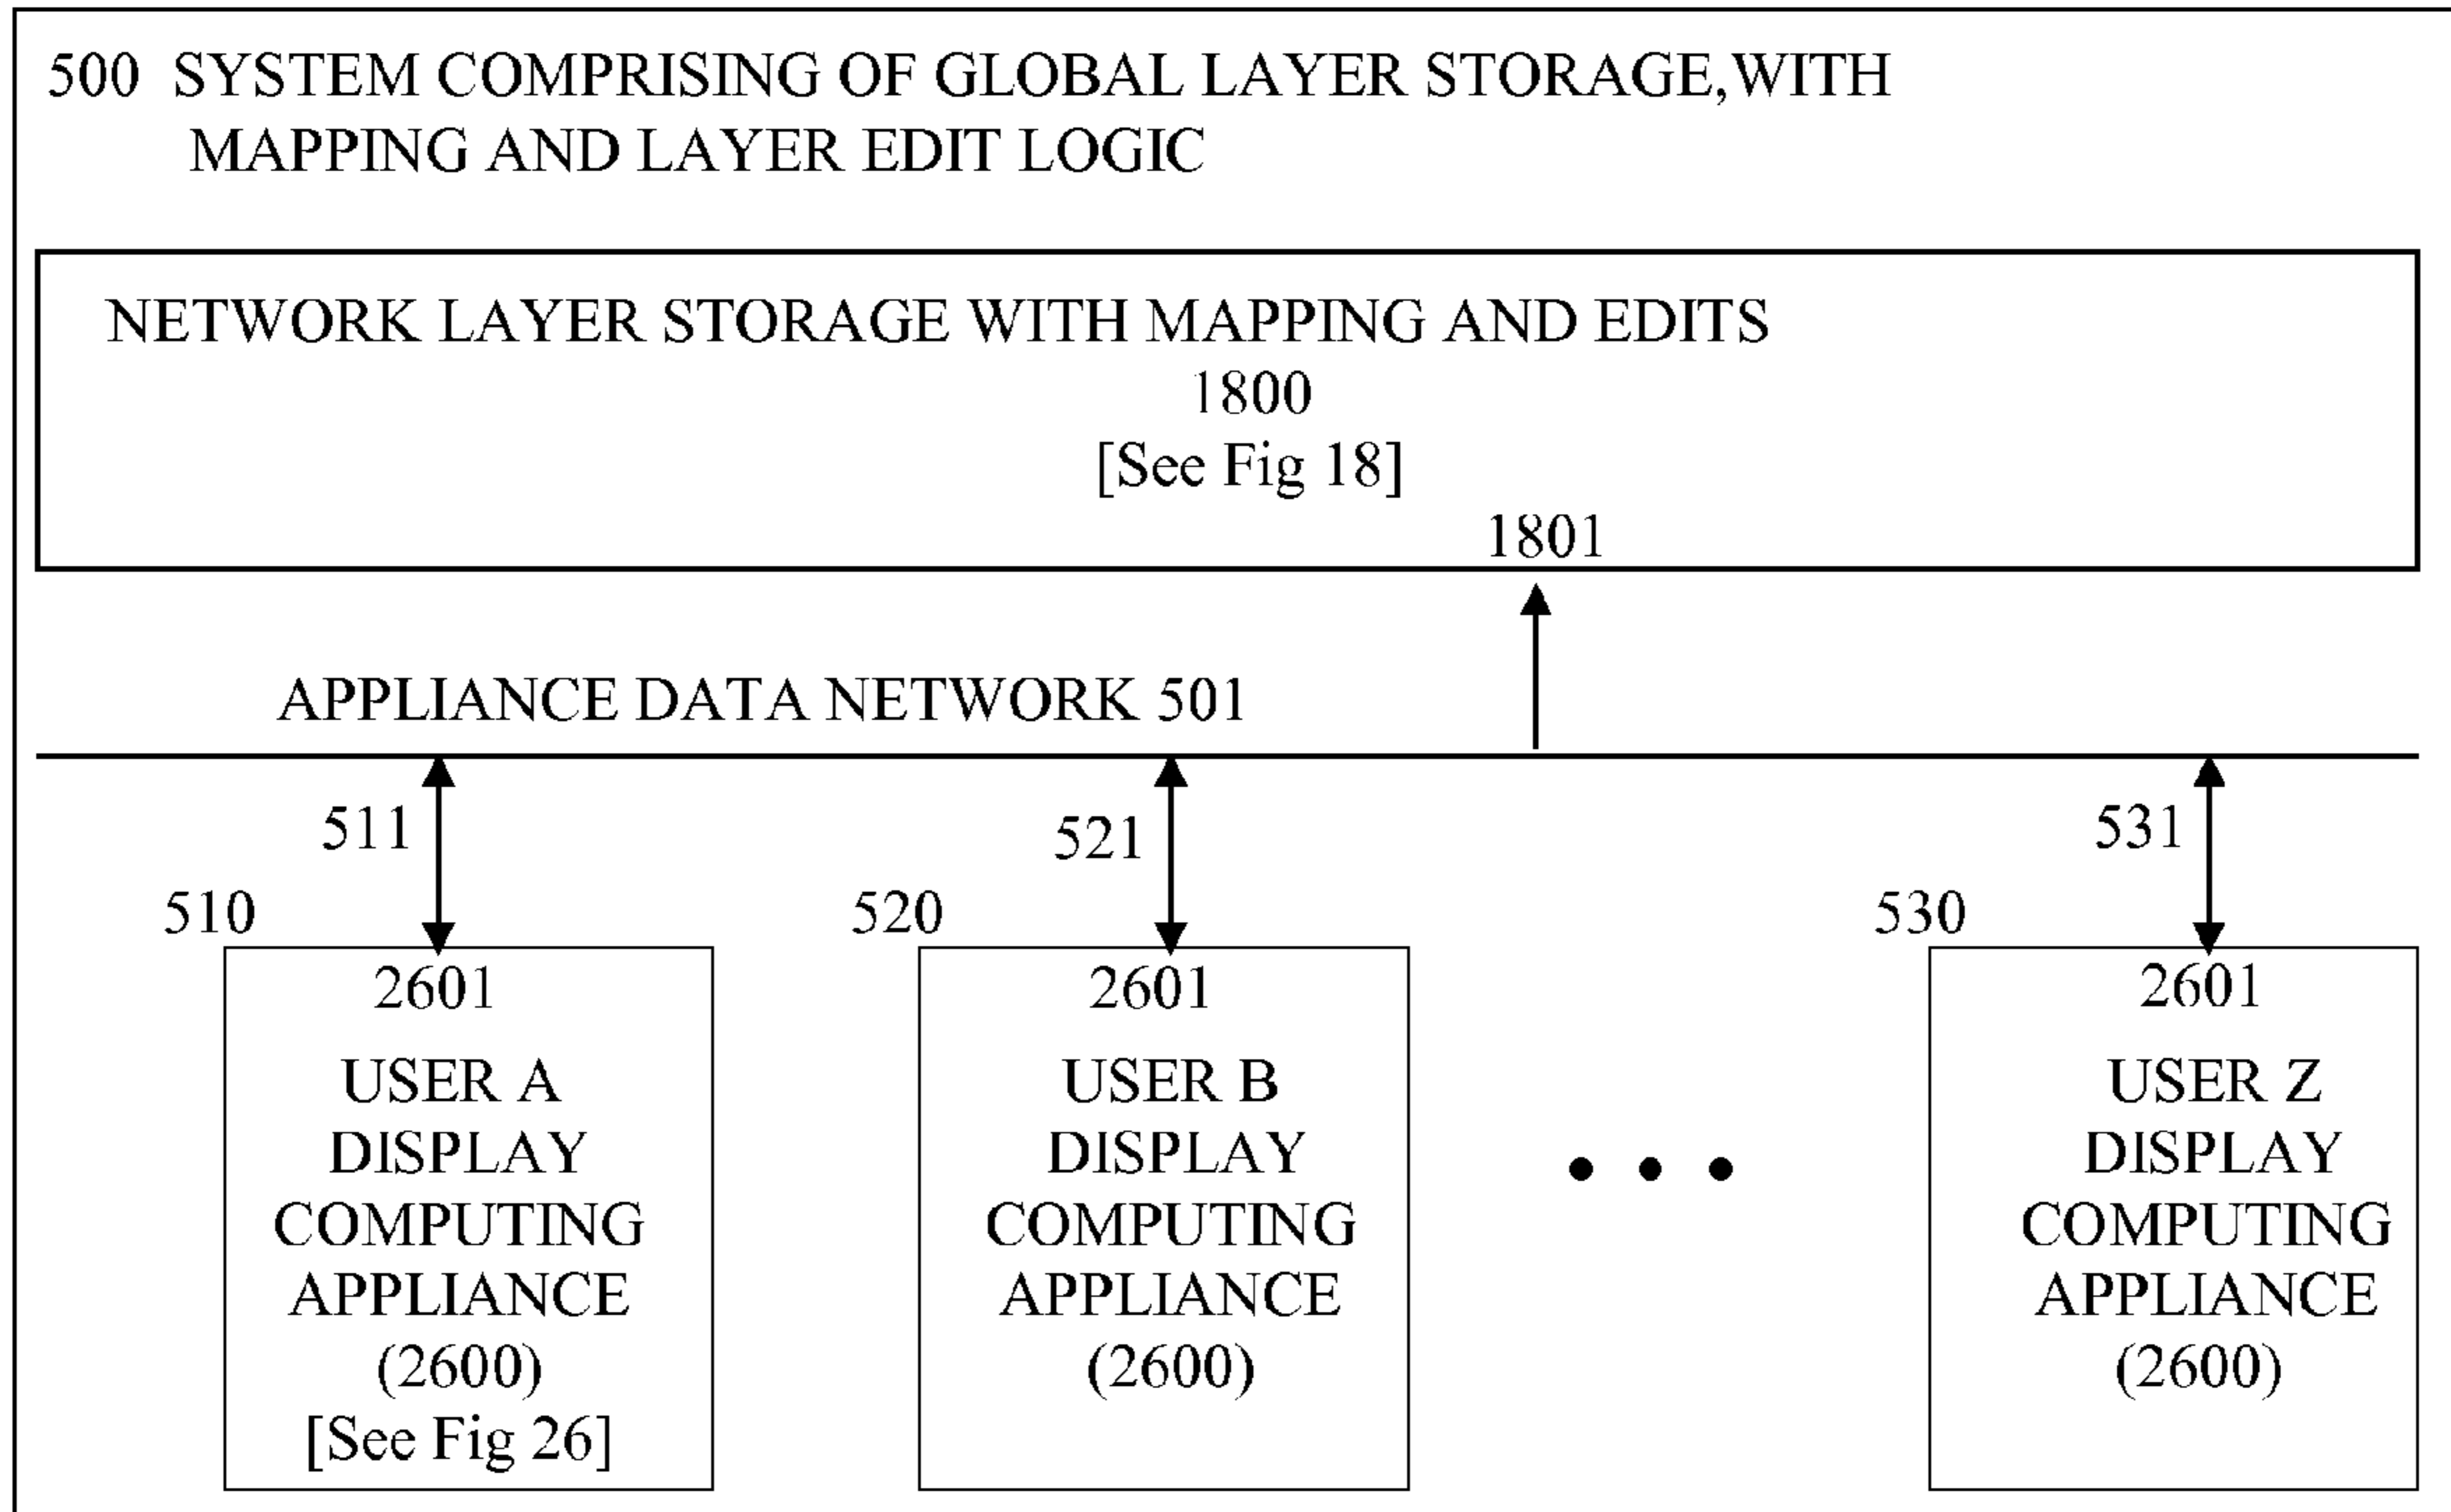 500 SYSTEM COMPRISING OF GLOBAL LAYER STORAGE, WITH
MAPPING AND LAYER EDIT LOGIC
NETWORK LAYER STORAGE WITH MAPPING AND EDITS
1800
[See Fig 18]
1801
APPLIANCE DATA NETWORK 501
511
521
531
510
520
530
2601
USER A
DISPLAY
COMPUTING
APPLIANCE
(2600)
[See Fig 26]
2601
USER B
DISPLAY
COMPUTING
APPLIANCE
(2600)
2601
USER Z
DISPLAY
COMPUTING
APPLIANCE
(2600)